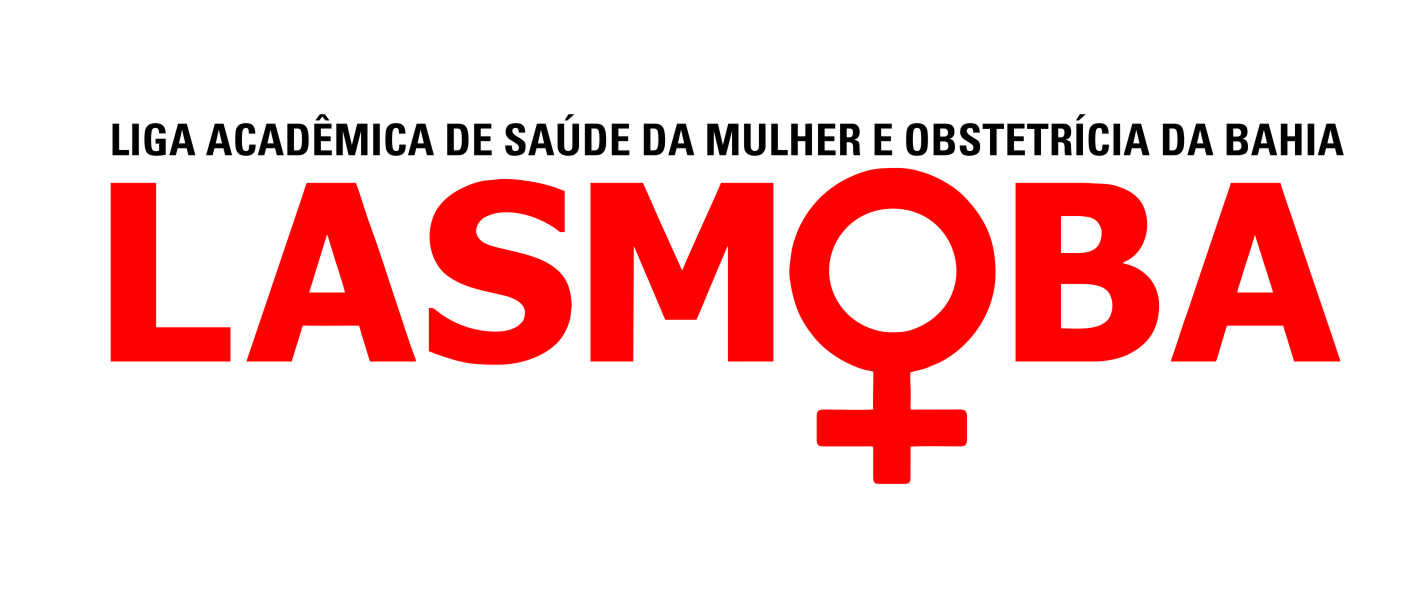 LIGA ACADÊMICA DE SAÚDE DA MULHER E OBSTETRÍCIA DA BAHIA
LASMOBA